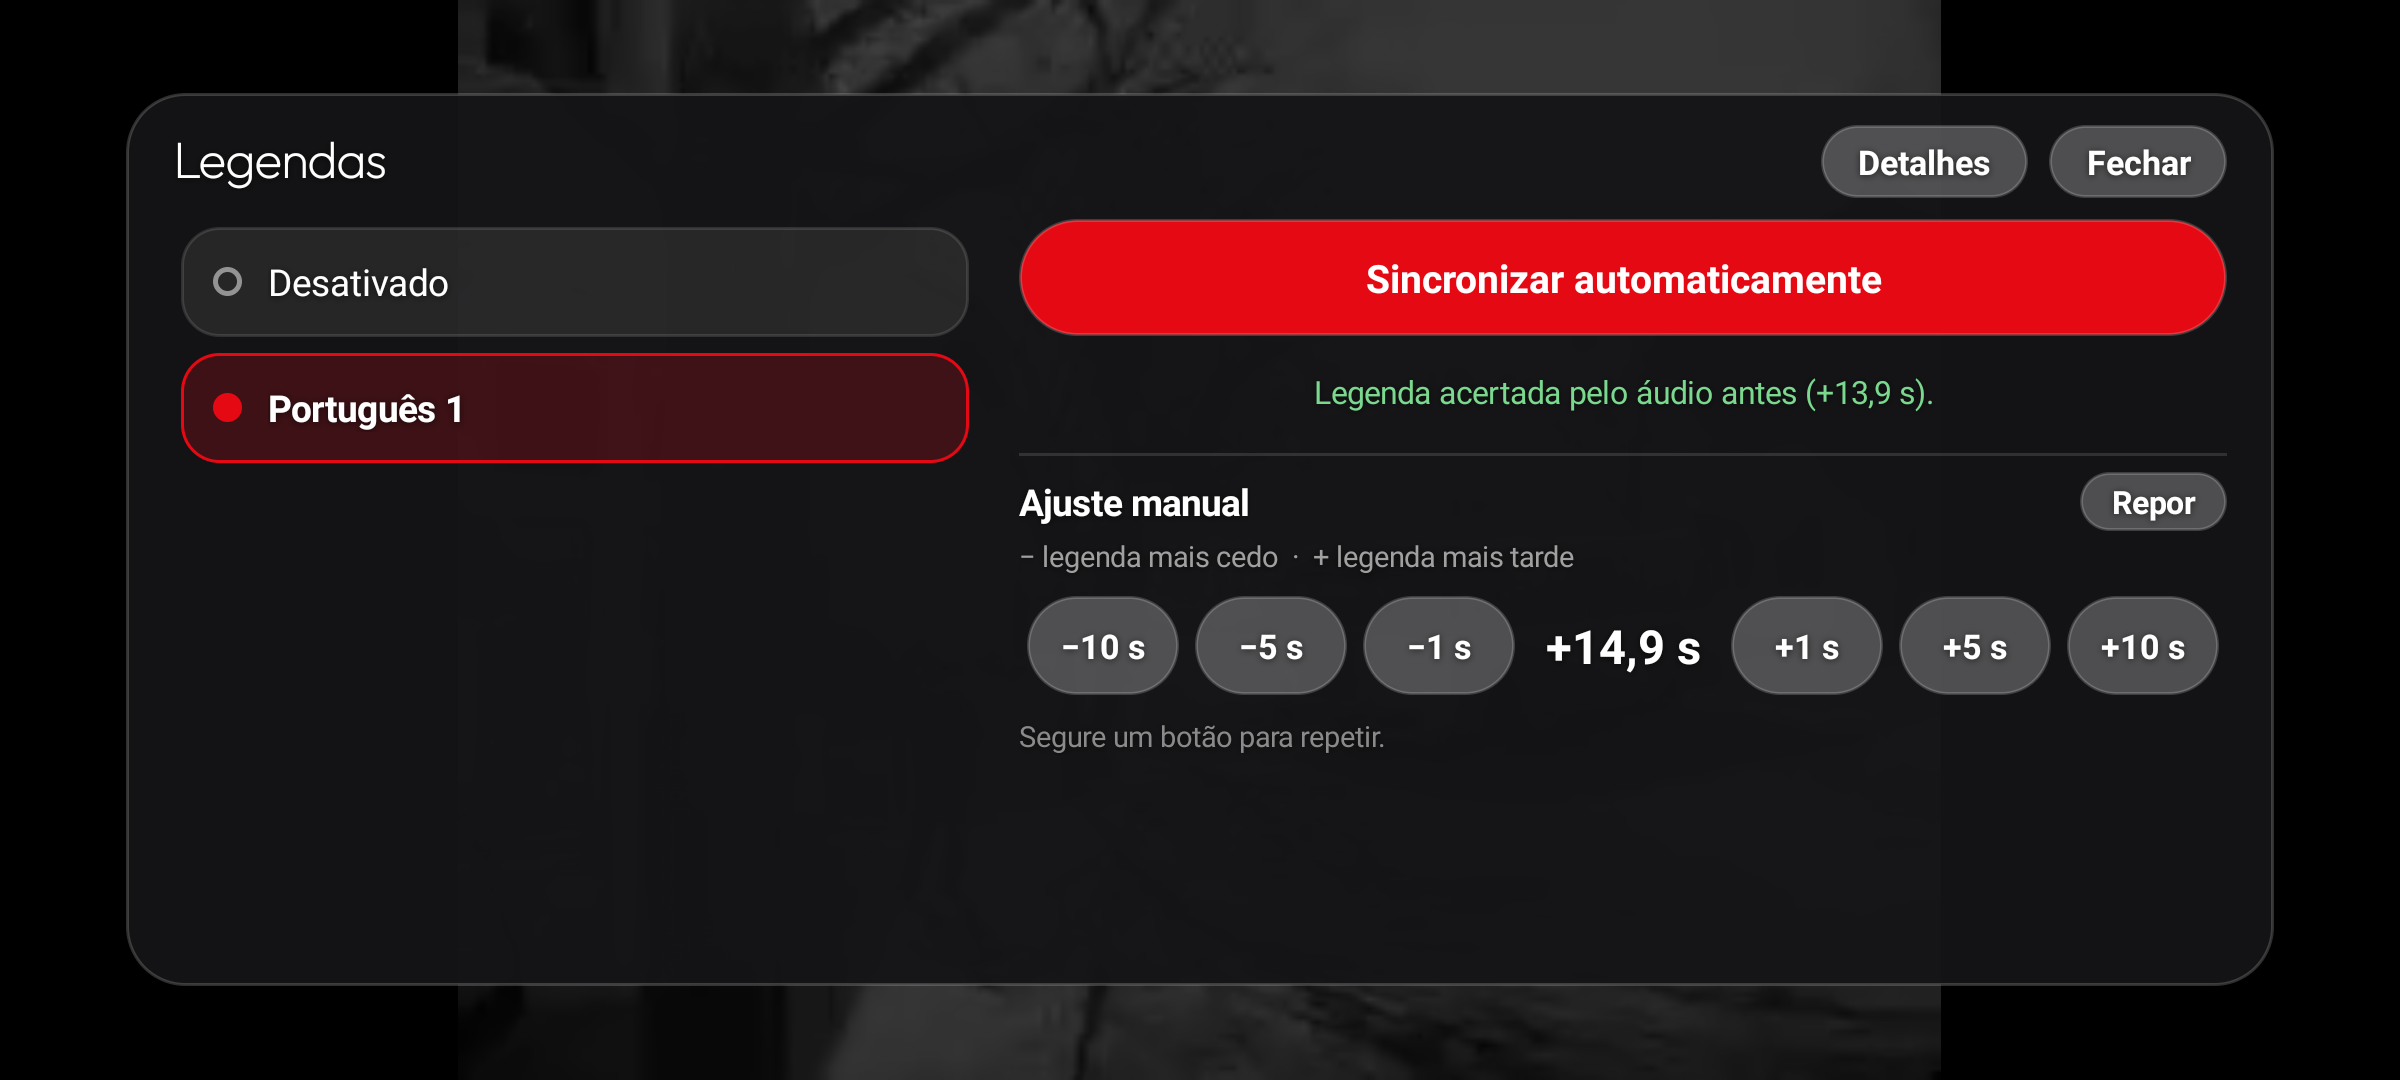 Legendas
Detalhes
Fechar
Desativado
Português 1
Sincronizar automaticamente
Legenda acertada pelo áudio antes (+13,9 s).
Ajuste manual
Repor
− legenda mais cedo · + legenda mais tarde
−10 s
−5 s
−1 s
+14,9 s
+1 s
+5 s
+10 s
Segure um botão para repetir.